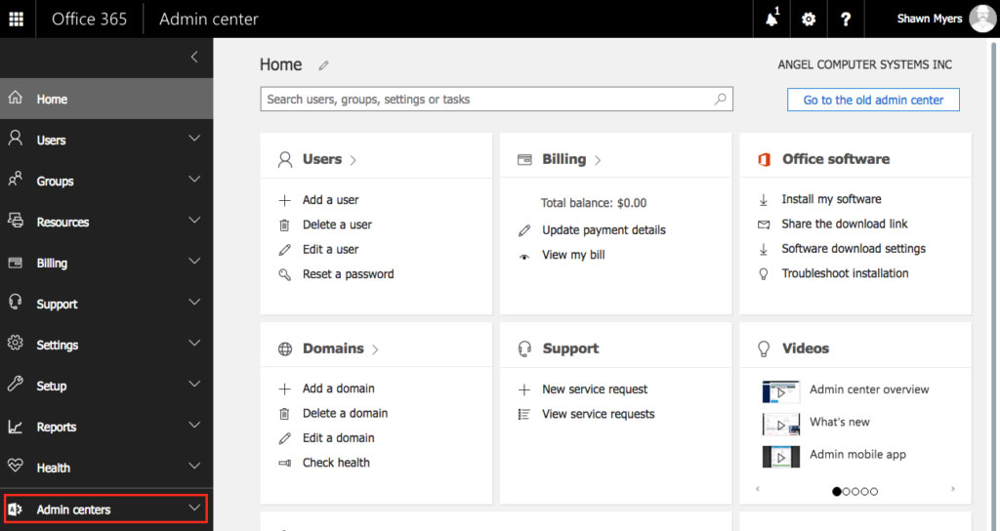 Office 365
Admin center
1
?
Shawn Myers
Home
Users
Groups
Resources
Billing
Support
Settings
Setup
Reports
Health
Admin centers
Home
ANGEL COMPUTER SYSTEMS INC
Search users, groups, settings or tasks
Go to the old admin center
Users
Add a user
Delete a user
Edit a user
Reset a password
Billing
Total balance: $0.00
Update payment details
View my bill
Office software
Install my software
Share the download link
Software download settings
Troubleshoot installation
Domains
Add a domain
Delete a domain
Edit a domain
Check health
Support
New service request
View service requests
Videos
Admin center overview
What's new
Admin mobile app